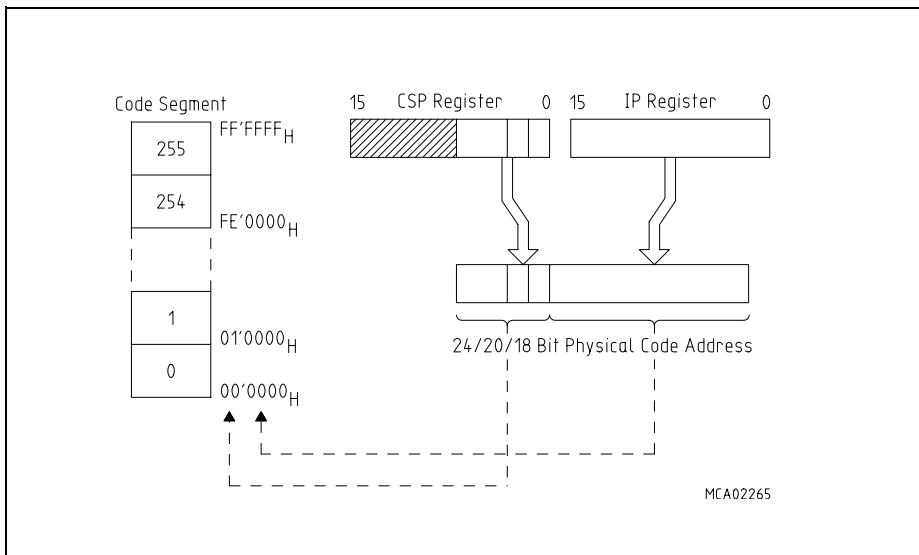 Code Segment
255
254
1
0
FF'FFFFH
FE'0000H
01'0000H
00'0000H
15 CSP Register 0
15 IP Register 0
24/20/18 Bit Physical Code Address
MCA02265